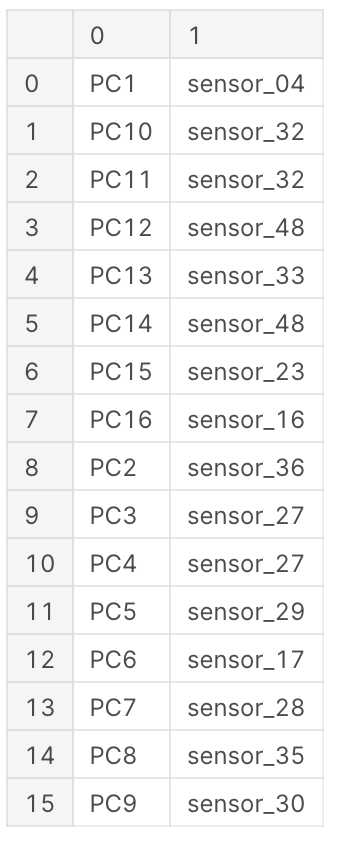 0 1
0 PC1 sensor_04
1 PC10 sensor_32
2 PC11 sensor_32
3 PC12 sensor_48
4 PC13 sensor_33
5 PC14 sensor_48
6 PC15 sensor_23
7 PC16 sensor_16
8 PC2 sensor_36
9 PC3 sensor_27
10 PC4 sensor_27
11 PC5 sensor_29
12 PC6 sensor_17
13 PC7 sensor_28
14 PC8 sensor_35
15 PC9 sensor_30